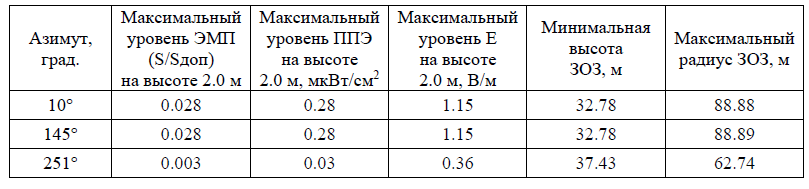 Азимут, град. | Максимальный уровень ЭМП (S/Sдоп) на высоте 2.0 м | Максимальный уровень ППЭ на высоте 2.0 м, мкВт/см² | Максимальный уровень Е на высоте 2.0 м, В/м | Минимальная высота ЗОЗ, м | Максимальный радиус ЗОЗ, м
10° | 0.028 | 0.28 | 1.15 | 32.78 | 88.88
145° | 0.028 | 0.28 | 1.15 | 32.78 | 88.89
251° | 0.003 | 0.03 | 0.36 | 37.43 | 62.74